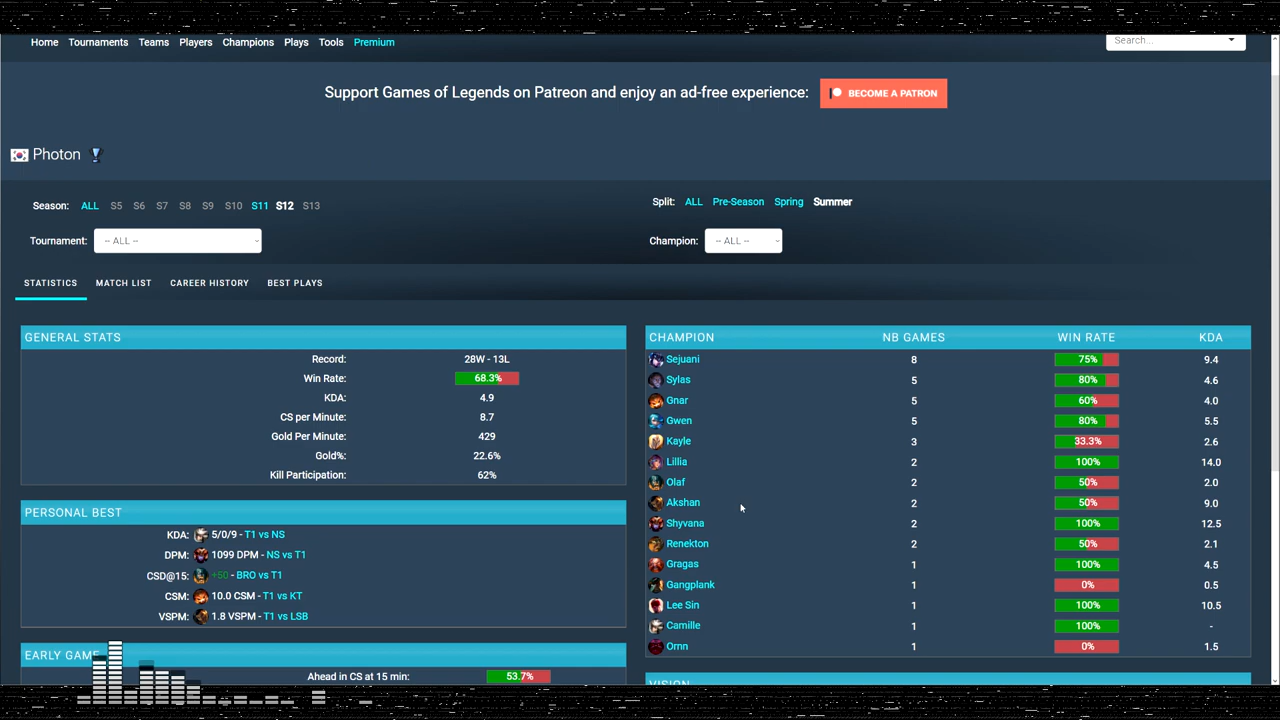 Home Tournaments Teams Players Champions Plays Tools Premium Search...
Support Games of Legends on Patreon and enjoy an ad-free experience: BECOME A PATRON
Photon
Season: ALL S5 S6 S7 S8 S9 S10 S11 S12 S13
Split: ALL Pre-Season Spring Summer
Tournament: -- ALL --
Champion: -- ALL --
STATISTICS MATCH LIST CAREER HISTORY BEST PLAYS
GENERAL STATS
Record: 28W - 13L
Win Rate: 68.3%
KDA: 4.9
CS per Minute: 8.7
Gold Per Minute: 429
Gold%: 22.6%
Kill Participation: 62%
PERSONAL BEST
KDA: 5/0/9 - T1 vs NS
DPM: 1099 DPM - NS vs T1
CSD@15: +50 - BRO vs T1
CSM: 10.0 CSM - T1 vs KT
VSPM: 1.8 VSPM - T1 vs LSB
EARLY GAME
Ahead in CS at 15 min: 53.7%
CHAMPION NB GAMES WIN RATE KDA
Sejuani 8 75% 9.4
Sylas 5 80% 4.6
Gnar 5 60% 4.0
Gwen 5 80% 5.5
Kayle 3 33.3% 2.6
Lillia 2 100% 14.0
Olaf 2 50% 2.0
Akshan 2 50% 9.0
Shyvana 2 100% 12.5
Renekton 2 50% 2.1
Gragas 1 100% 4.5
Gangplank 1 0% 0.5
Lee Sin 1 100% 10.5
Camille 1 100% -
Ornn 1 0% 1.5
VISION